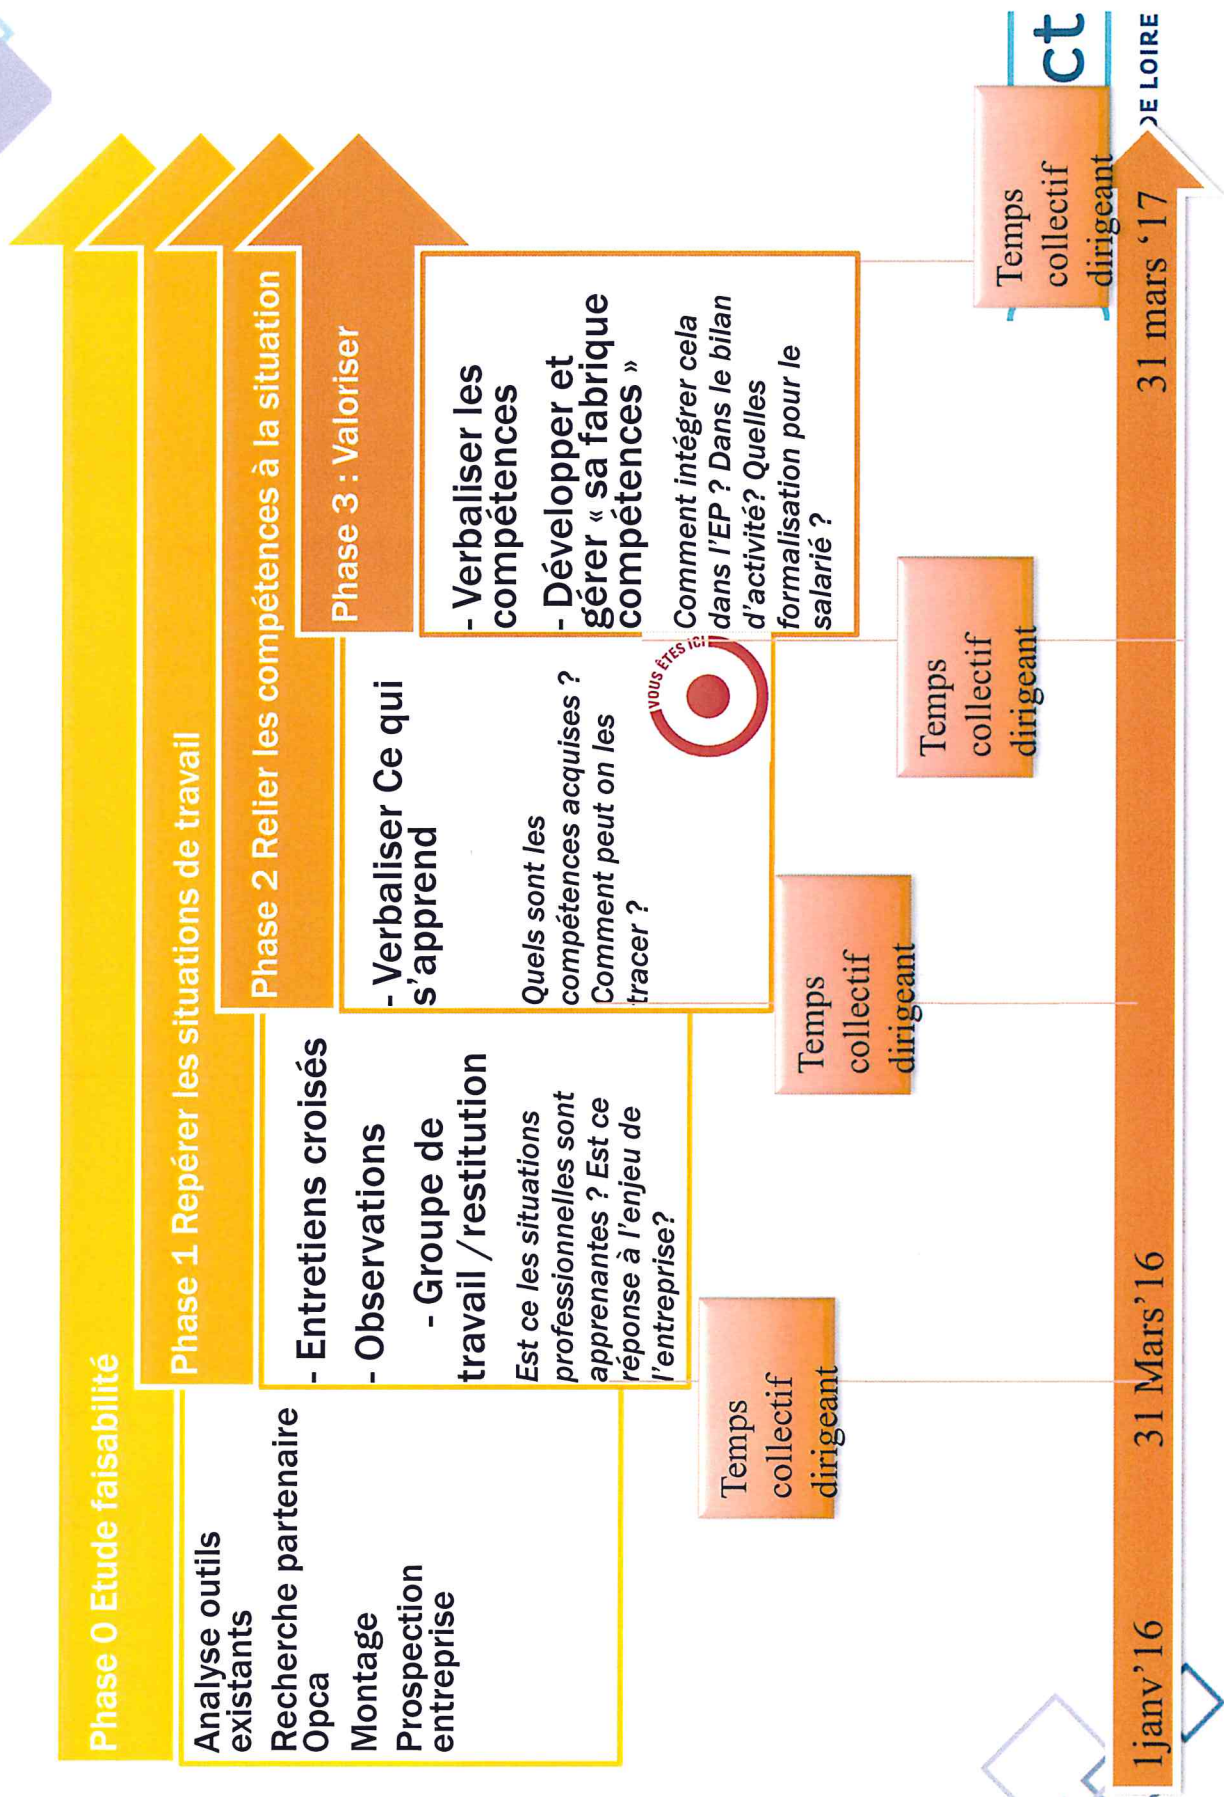 Phase 0 Etude faisabilité
Analyse outils
existants
Recherche partenaire
Opca
Montage
Prospection
entreprise
Phase 1 Repérer les situations de travail
- Entretiens croisés
- Observations
- Groupe de
travail /restitution
Est ce les situations
professionnelles sont
apprenantes ? Est ce
réponse à l'enjeu de
l'entreprise?
Phase 2 Relier les compétences à la situation
- Verbaliser Ce qui
s'apprend
Quels sont les
compétences acquises ?
Comment peut on les
tracer ?
VOUS ÊTES ICI
Phase 3 : Valoriser
- Verbaliser les
compétences
- Développer et
gérer « sa fabrique
compétences »
Comment intégrer cela
dans l'EP ? Dans le bilan
d'activité? Quelles
formalisation pour le
salarié ?
Temps
collectif
dirigeant
Temps
collectif
dirigeant
Temps
collectif
dirigeant
Temps
collectif
dirigeant
ct
DE LOIRE
1janv'16
31 Mars'16
31 mars '17